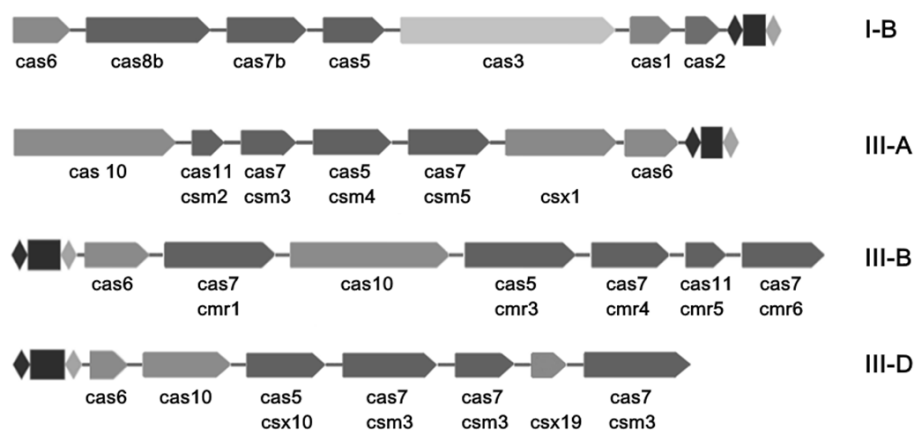 cas6 cas8b cas7b cas5 cas3 cas1 cas2 I-B
cas 10 cas11 cas7 cas5 cas7 cas6 III-A
csm2 csm3 csm4 csm5 csx1
cas6 cas7 cas10 cas5 cas7 cas11 cas7 III-B
cmr1 cmr3 cmr4 cmr5 cmr6
cas6 cas10 cas5 cas7 cas7 cas7 III-D
csx10 csm3 csm3 csx19 csm3